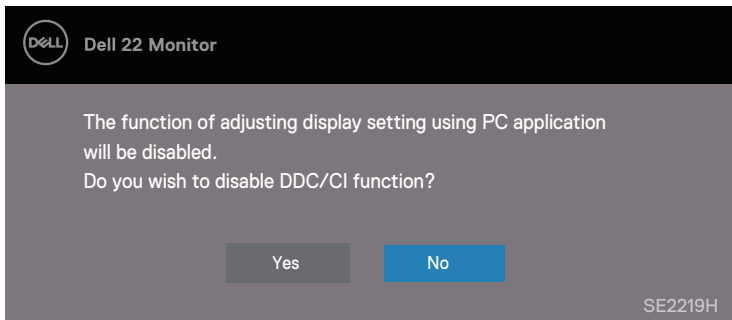 DELL
Dell 22 Monitor
The function of adjusting display setting using PC application
will be disabled.
Do you wish to disable DDC/CI function?
Yes
No
SE2219H